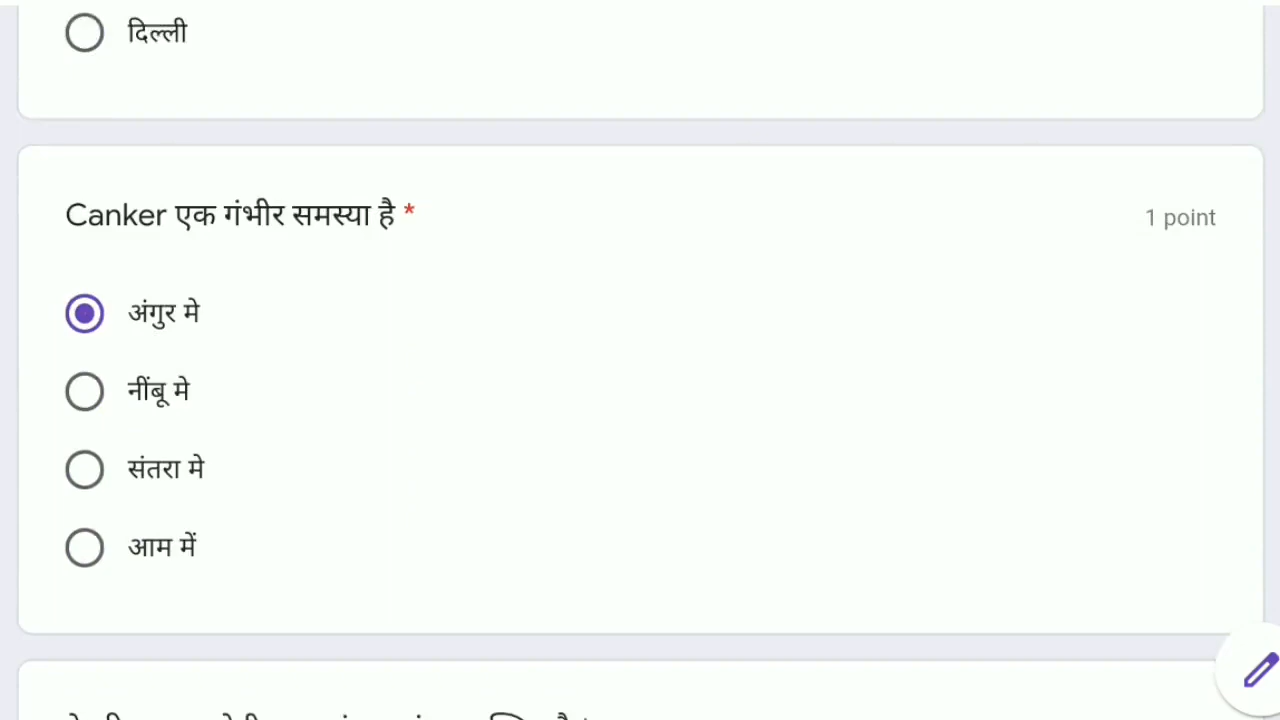 दिल्ली
Canker एक गंभीर समस्या है *
1 point
अंगुर मे
नींबू मे
संतरा मे
आम में